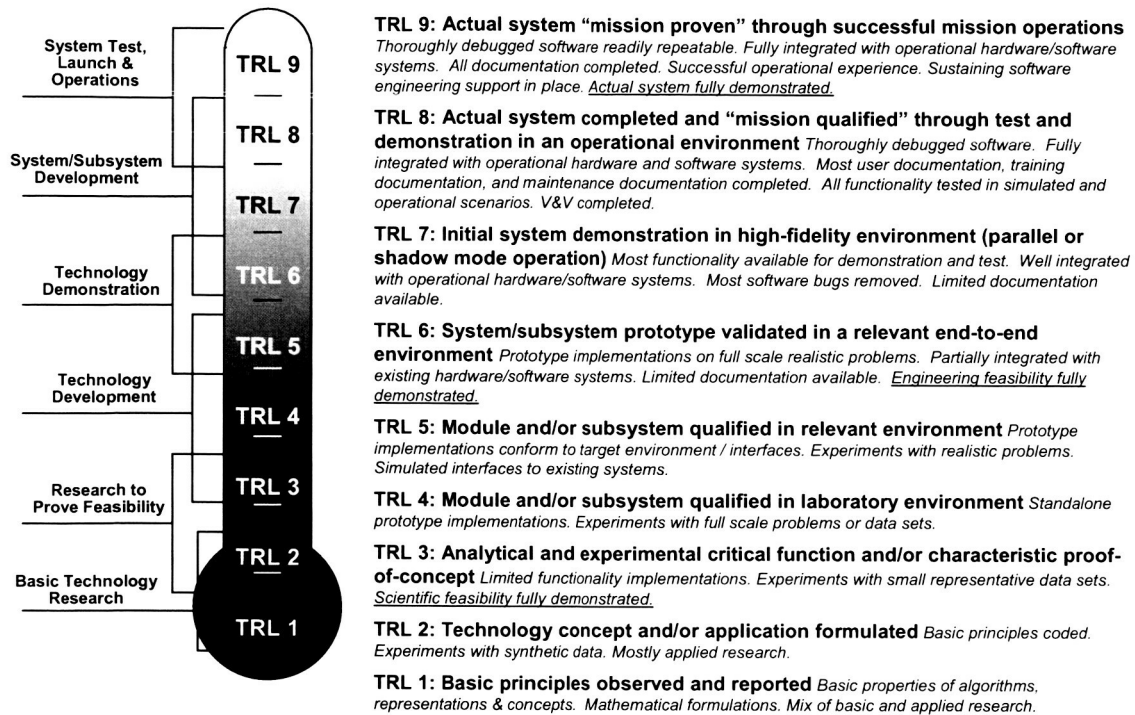 System Test,
Launch &
Operations
System/Subsystem
Development
Technology
Demonstration
Technology
Development
Research to
Prove Feasibility
Basic Technology
Research
TRL 9
TRL 8
TRL 7
TRL 6
TRL 5
TRL 4
TRL 3
TRL 2
TRL 1
TRL 9: Actual system “mission proven” through successful mission operations
Thoroughly debugged software readily repeatable. Fully integrated with operational hardware/software
systems. All documentation completed. Successful operational experience. Sustaining software
engineering support in place. Actual system fully demonstrated.
TRL 8: Actual system completed and “mission qualified” through test and
demonstration in an operational environment Thoroughly debugged software. Fully
integrated with operational hardware and software systems. Most user documentation, training
documentation, and maintenance documentation completed. All functionality tested in simulated and
operational scenarios. V&V completed.
TRL 7: Initial system demonstration in high-fidelity environment (parallel or
shadow mode operation) Most functionality available for demonstration and test. Well integrated
with operational hardware/software systems. Most software bugs removed. Limited documentation
available.
TRL 6: System/subsystem prototype validated in a relevant end-to-end
environment Prototype implementations on full scale realistic problems. Partially integrated with
existing hardware/software systems. Limited documentation available. Engineering feasibility fully
demonstrated.
TRL 5: Module and/or subsystem qualified in relevant environment Prototype
implementations conform to target environment / interfaces. Experiments with realistic problems.
Simulated interfaces to existing systems.
TRL 4: Module and/or subsystem qualified in laboratory environment Standalone
prototype implementations. Experiments with full scale problems or data sets.
TRL 3: Analytical and experimental critical function and/or characteristic proof-
of-concept Limited functionality implementations. Experiments with small representative data sets.
Scientific feasibility fully demonstrated.
TRL 2: Technology concept and/or application formulated Basic principles coded.
Experiments with synthetic data. Mostly applied research.
TRL 1: Basic principles observed and reported Basic properties of algorithms,
representations & concepts. Mathematical formulations. Mix of basic and applied research.